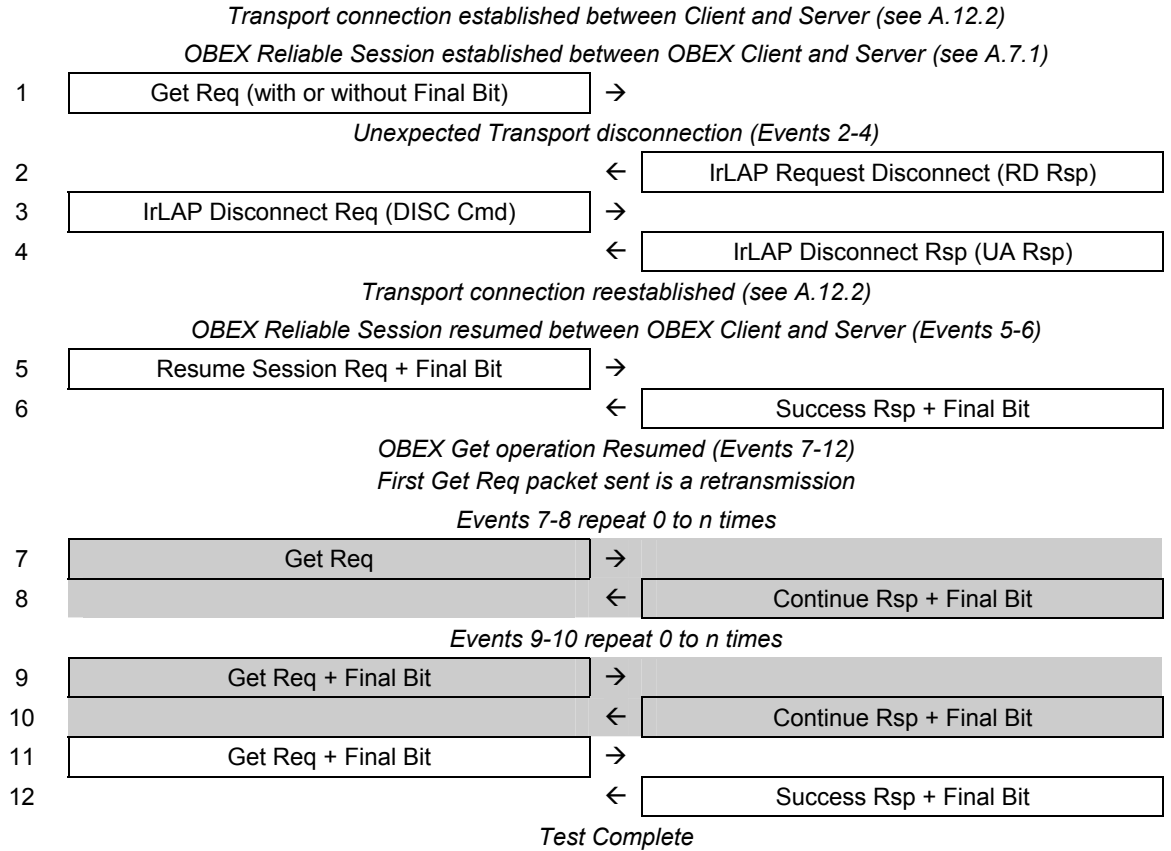 Transport connection established between Client and Server (see A.12.2)
OBEX Reliable Session established between OBEX Client and Server (see A.7.1)
1 Get Req (with or without Final Bit) →
Unexpected Transport disconnection (Events 2-4)
2 ← IrLAP Request Disconnect (RD Rsp)
3 IrLAP Disconnect Req (DISC Cmd) →
4 ← IrLAP Disconnect Rsp (UA Rsp)
Transport connection reestablished (see A.12.2)
OBEX Reliable Session resumed between OBEX Client and Server (Events 5-6)
5 Resume Session Req + Final Bit →
6 ← Success Rsp + Final Bit
OBEX Get operation Resumed (Events 7-12)
First Get Req packet sent is a retransmission
Events 7-8 repeat 0 to n times
7 Get Req →
8 ← Continue Rsp + Final Bit
Events 9-10 repeat 0 to n times
9 Get Req + Final Bit →
10 ← Continue Rsp + Final Bit
11 Get Req + Final Bit →
12 ← Success Rsp + Final Bit
Test Complete